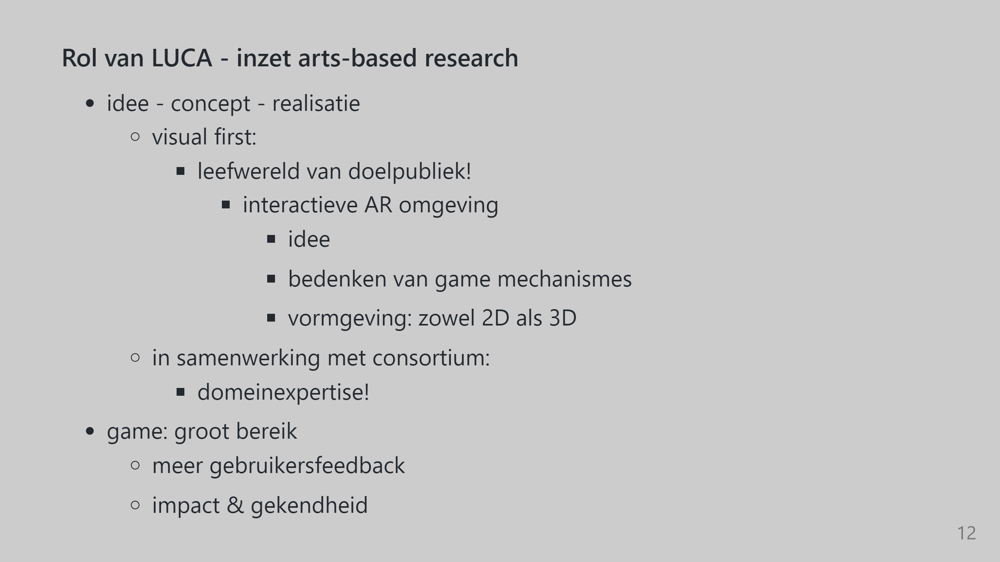 Rol van LUCA - inzet arts-based research
idee - concept - realisatie
visual first:
leefwereld van doelpubliek!
interactieve AR omgeving
idee
bedenken van game mechanismes
vormgeving: zowel 2D als 3D
in samenwerking met consortium:
domeinexpertise!
game: groot bereik
meer gebruikersfeedback
impact & gekendheid
12